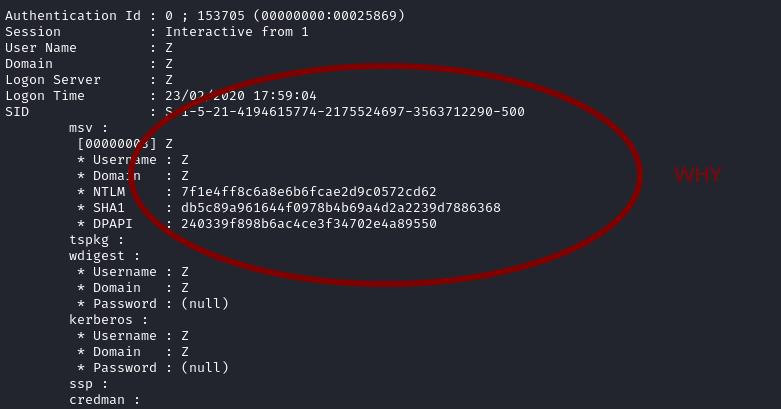 Authentication Id : 0 ; 153705 (00000000:00025869)
Session           : Interactive from 1
User Name         : Z
Domain            : Z
Logon Server      : Z
Logon Time        : 23/02/2020 17:59:04
SID               : S-1-5-21-4194615774-2175524697-3563712290-500
        msv :
         [00000003] Z
         * Username : Z
         * Domain   : Z
         * NTLM     : 7f1e4ff8c6a8e6b6fcae2d9c0572cd62
         * SHA1     : db5c89a961644f0978b4b69a4d2a2239d7886368
         * DPAPI    : 240339f898b6ac4ce3f34702e4a89550
        tspkg :
        wdigest :
         * Username : Z
         * Domain   : Z
         * Password : (null)
        kerberos :
         * Username : Z
         * Domain   : Z
         * Password : (null)
        ssp :
        credman :
WHY